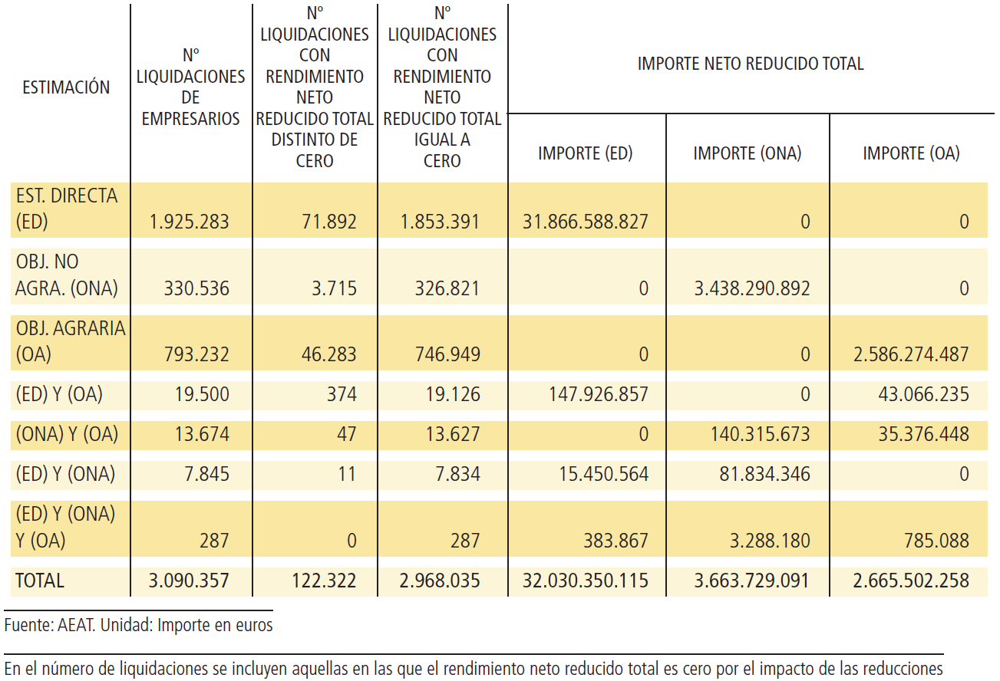 ESTIMACIÓN
Nº
LIQUIDACIONES
DE
EMPRESARIOS
Nº
LIQUIDACIONES
CON
RENDIMIENTO
NETO
REDUCIDO TOTAL
DISTINTO DE
CERO
Nº
LIQUIDACIONES
CON
RENDIMIENTO
NETO
REDUCIDO TOTAL
IGUAL A
CERO
IMPORTE NETO REDUCIDO TOTAL
IMPORTE (ED) IMPORTE (ONA) IMPORTE (OA)
EST. DIRECTA
(ED) 1.925.283 71.892 1.853.391 31.866.588.827 0 0
OBJ. NO
AGRA. (ONA) 330.536 3.715 326.821 0 3.438.290.892 0
OBJ. AGRARIA
(OA) 793.232 46.283 746.949 0 0 2.586.274.487
(ED) Y (OA) 19.500 374 19.126 147.926.857 0 43.066.235
(ONA) Y (OA) 13.674 47 13.627 0 140.315.673 35.376.448
(ED) Y (ONA) 7.845 11 7.834 15.450.564 81.834.346 0
(ED) Y (ONA)
Y (OA) 287 0 287 383.867 3.288.180 785.088
TOTAL 3.090.357 122.322 2.968.035 32.030.350.115 3.663.729.091 2.665.502.258
Fuente: AEAT. Unidad: Importe en euros
En el número de liquidaciones se incluyen aquellas en las que el rendimiento neto reducido total es cero por el impacto de las reducciones